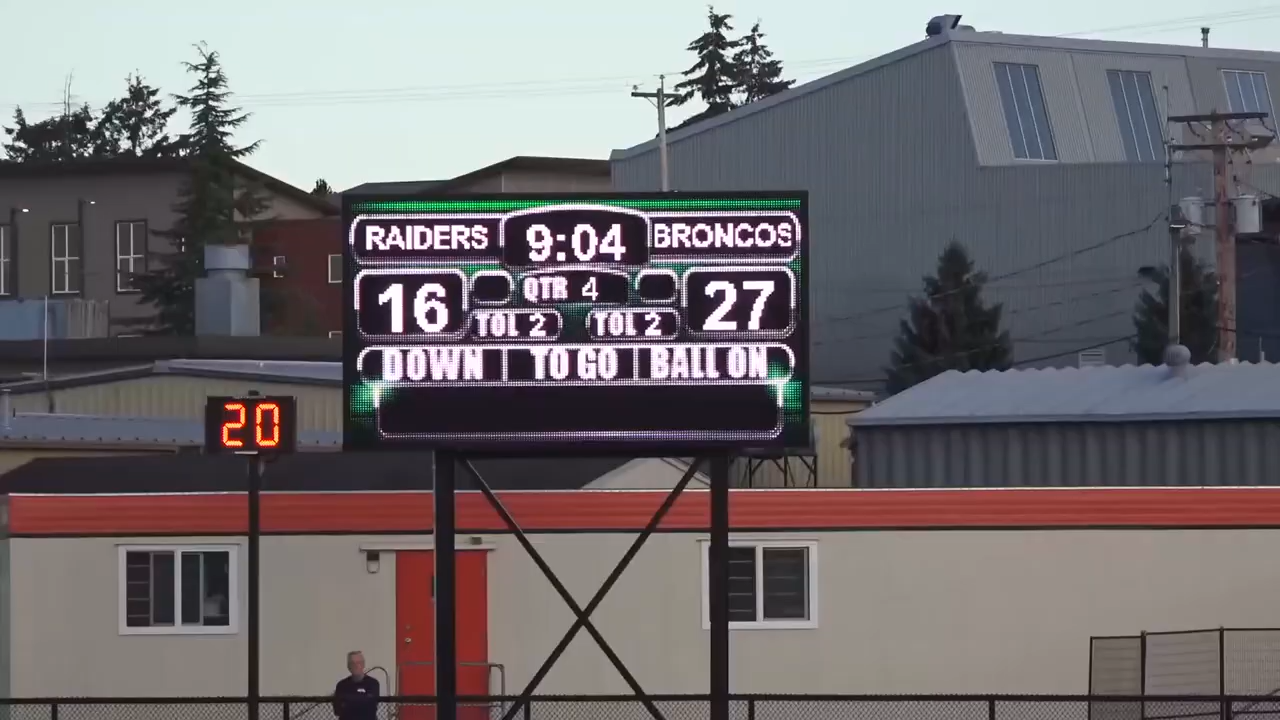 RAIDERS 9:04 BRONCOS
16 QTR 4 27
TOL 2 TOL 2
DOWN TO GO BALL ON
20